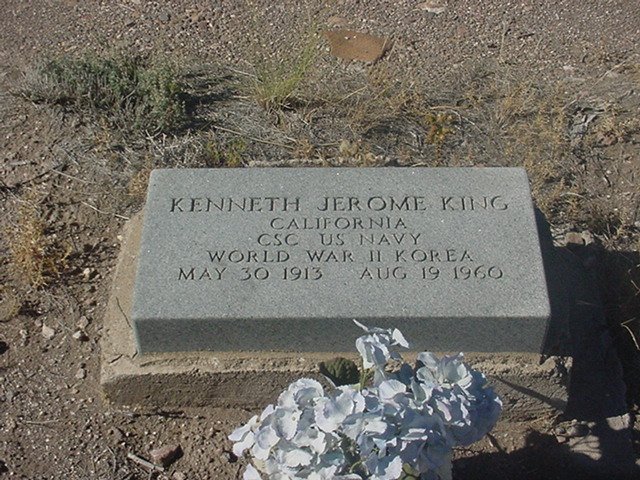 KENNETH JEROME KING
CALIFORNIA
CSC US NAVY
WORLD WAR II KOREA
MAY 30 1913 AUG 19 1960